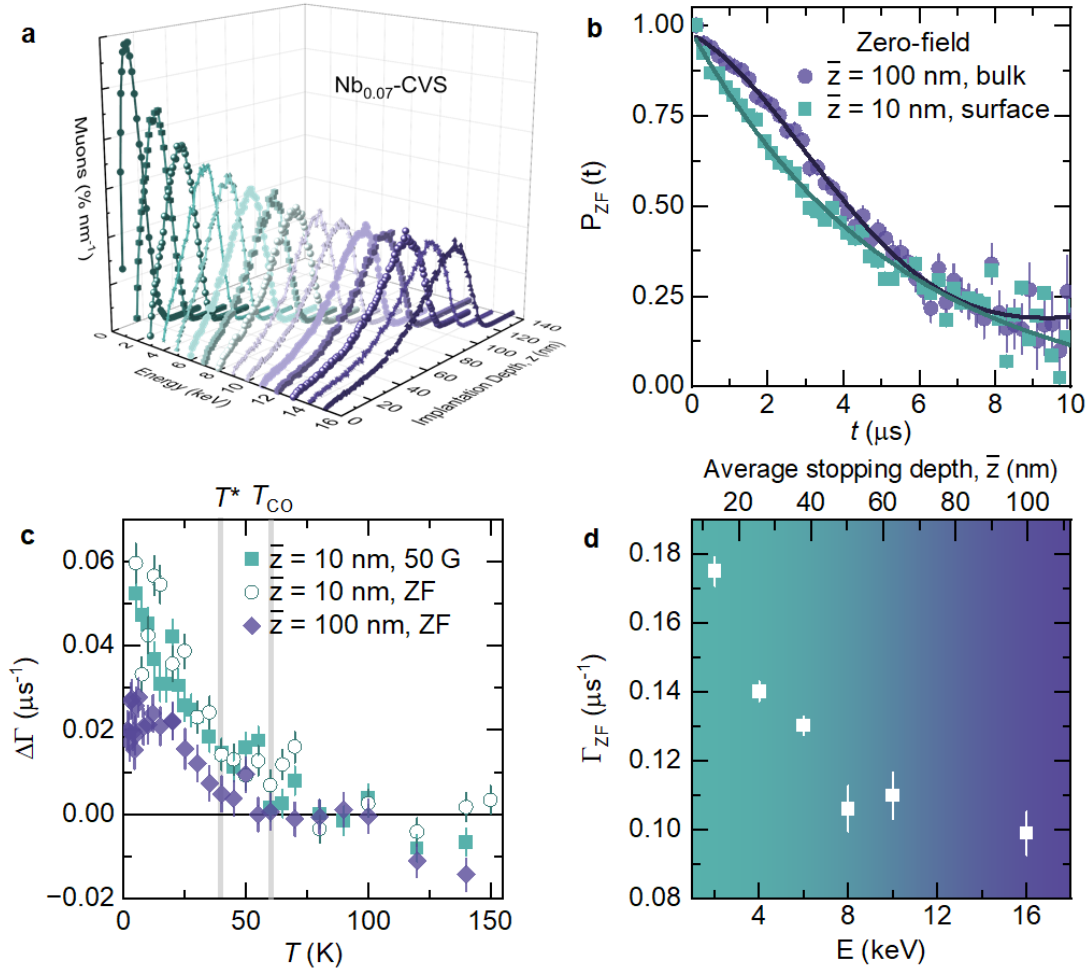 a
Nb0.07-CVS
Muons (% nm⁻¹)
0
2
4
6
8
10
12
14
16
Energy (keV)
0
20
40
60
80
100
120
140
Implantation Depth, z (nm)
b
Zero-field
z̄ = 100 nm, bulk
z̄ = 10 nm, surface
1.00
0.75
0.50
0.25
0.00
P_ZF (t)
0 2 4 6 8 10
t (μs)
T* T_CO
c
z̄ = 10 nm, 50 G
z̄ = 10 nm, ZF
z̄ = 100 nm, ZF
0.06
0.04
0.02
0.00
−0.02
ΔΓ (μs⁻¹)
0 50 100 150
T (K)
Average stopping depth, z̄ (nm)
20 40 60 80 100
d
0.18
0.16
0.14
0.12
0.10
0.08
Γ_ZF (μs⁻¹)
4 8 12 16
E (keV)